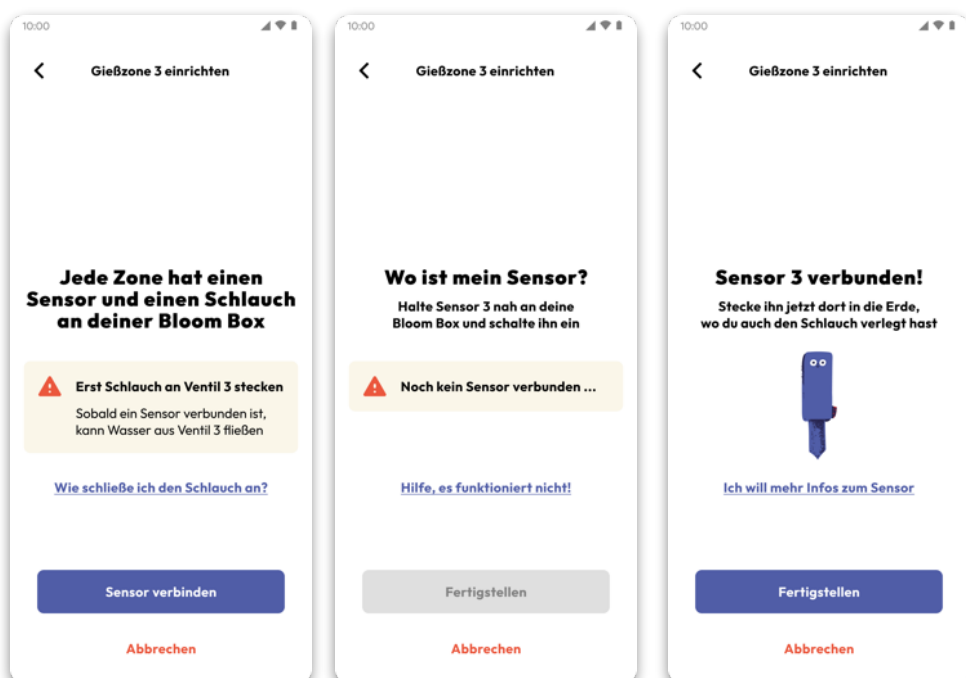 10:00
Gießzone 3 einrichten
Jede Zone hat einen
Sensor und einen Schlauch
an deiner Bloom Box
Erst Schlauch an Ventil 3 stecken
Sobald ein Sensor verbunden ist,
kann Wasser aus Ventil 3 fließen
Wie schließe ich den Schlauch an?
Sensor verbinden
Abbrechen
10:00
Gießzone 3 einrichten
Wo ist mein Sensor?
Halte Sensor 3 nah an deine
Bloom Box und schalte ihn ein
Noch kein Sensor verbunden ...
Hilfe, es funktioniert nicht!
Fertigstellen
Abbrechen
10:00
Gießzone 3 einrichten
Sensor 3 verbunden!
Stecke ihn jetzt dort in die Erde,
wo du auch den Schlauch verlegt hast
Ich will mehr Infos zum Sensor
Fertigstellen
Abbrechen